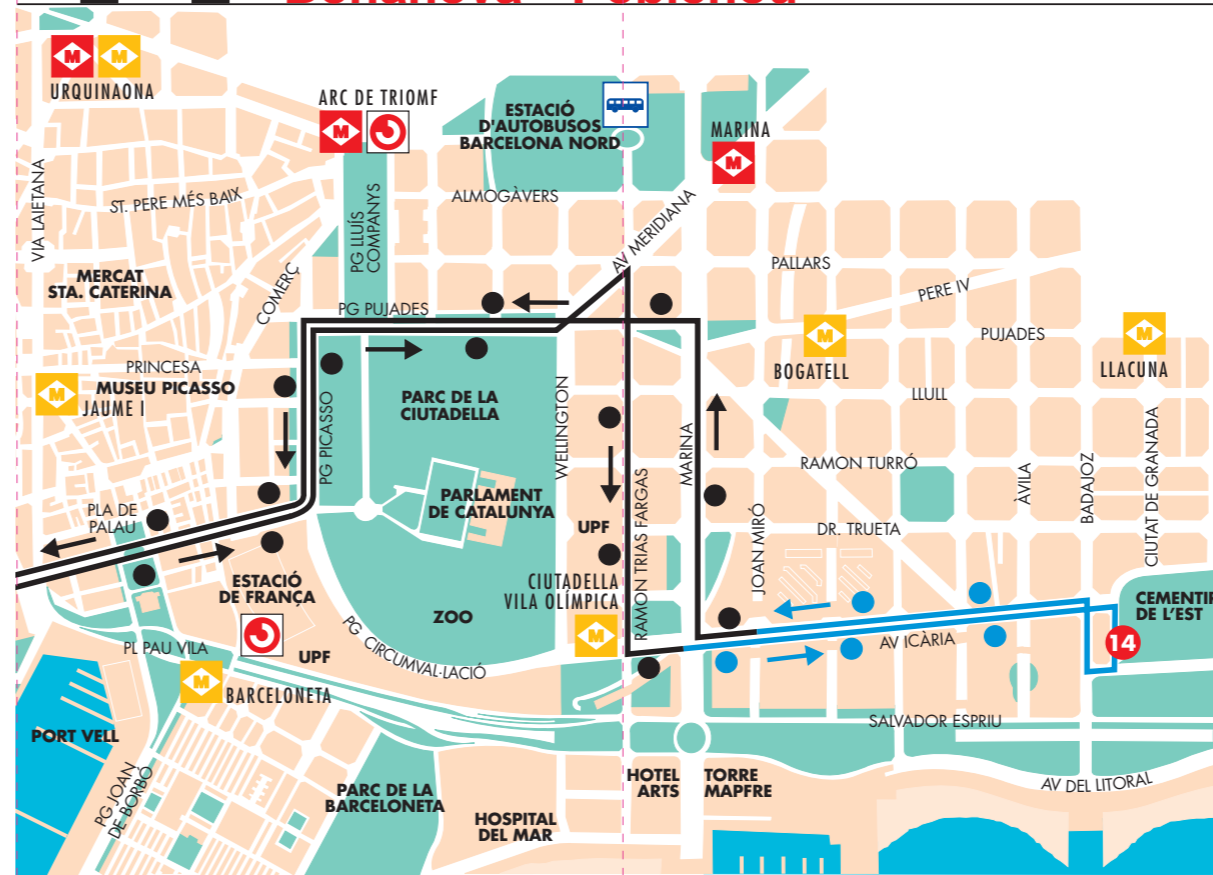 Bonanova - Poblenou
M
M
URQUINAONA
ARC DE TRIOMF
M
ESTACIÓ
D'AUTOBUSOS
BARCELONA NORD
MARINA
M
VIA LAIETANA
ST. PERE MÉS BAIX
PG LLUÍS
COMPANYS
ALMOGÀVERS
AV MERIDIANA
MERCAT
STA. CATERINA
COMERÇ
PALLARS
PERE IV
PG PUJADES
PUJADES
M
BOGATELL
M
LLACUNA
PRINCESA
M
MUSEU PICASSO
JAUME I
PG PICASSO
PARC DE LA
CIUTADELLA
WELLINGTON
LLULL
MARINA
RAMON TURRÓ
ÀVILA
BADAJOZ
CIUTAT DE GRANADA
PLA DE
PALAU
PARLAMENT
DE CATALUNYA
UPF
RAMON TRIAS FARGAS
JOAN MIRÓ
DR. TRUETA
ESTACIÓ
DE FRANÇA
CIUTADELLA
VILA OLÍMPICA
M
ZOO
CEMENTIR
DE L'EST
14
AV ICÀRIA
PL PAU VILA
UPF
PG CIRCUMVAL·LACIÓ
M
BARCELONETA
SALVADOR ESPRIU
PORT VELL
PG JOAN
DE BORBÓ
PARC DE LA
BARCELONETA
HOSPITAL
DEL MAR
HOTEL
ARTS
TORRE
MAPFRE
AV DEL LITORAL